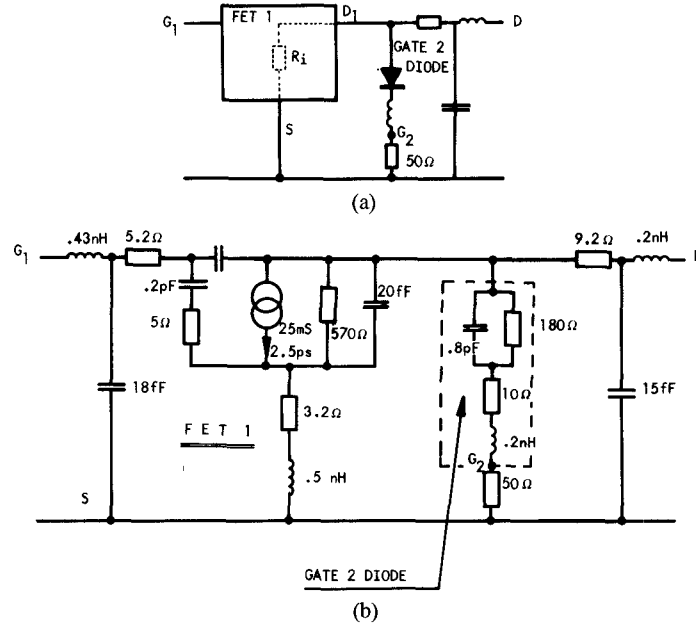 G1
FET 1
D1
D
Ri
GATE 2
DIODE
S
G2
50Ω
(a)
G1
.43nH
5.2Ω
9.2Ω
.2nH
.2pF
5Ω
25mS
2.5ps
570Ω
20fF
.8pF
180Ω
18fF
3.2Ω
10Ω
15fF
FET 1
.2nH
.5 nH
G2
50Ω
S
GATE 2 DIODE
(b)